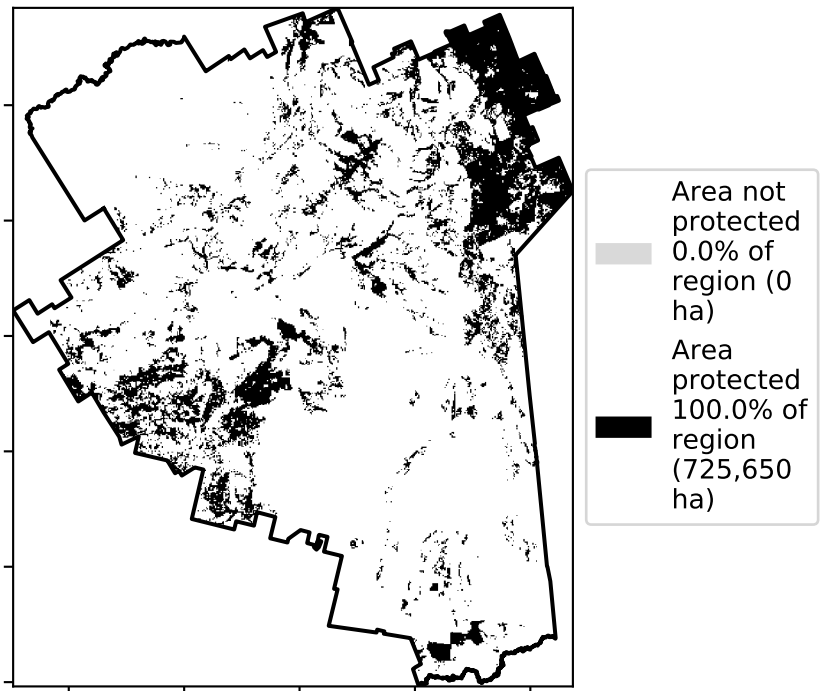 Area not
protected
0.0% of
region (0
ha)
Area
protected
100.0% of
region
(725,650
ha)